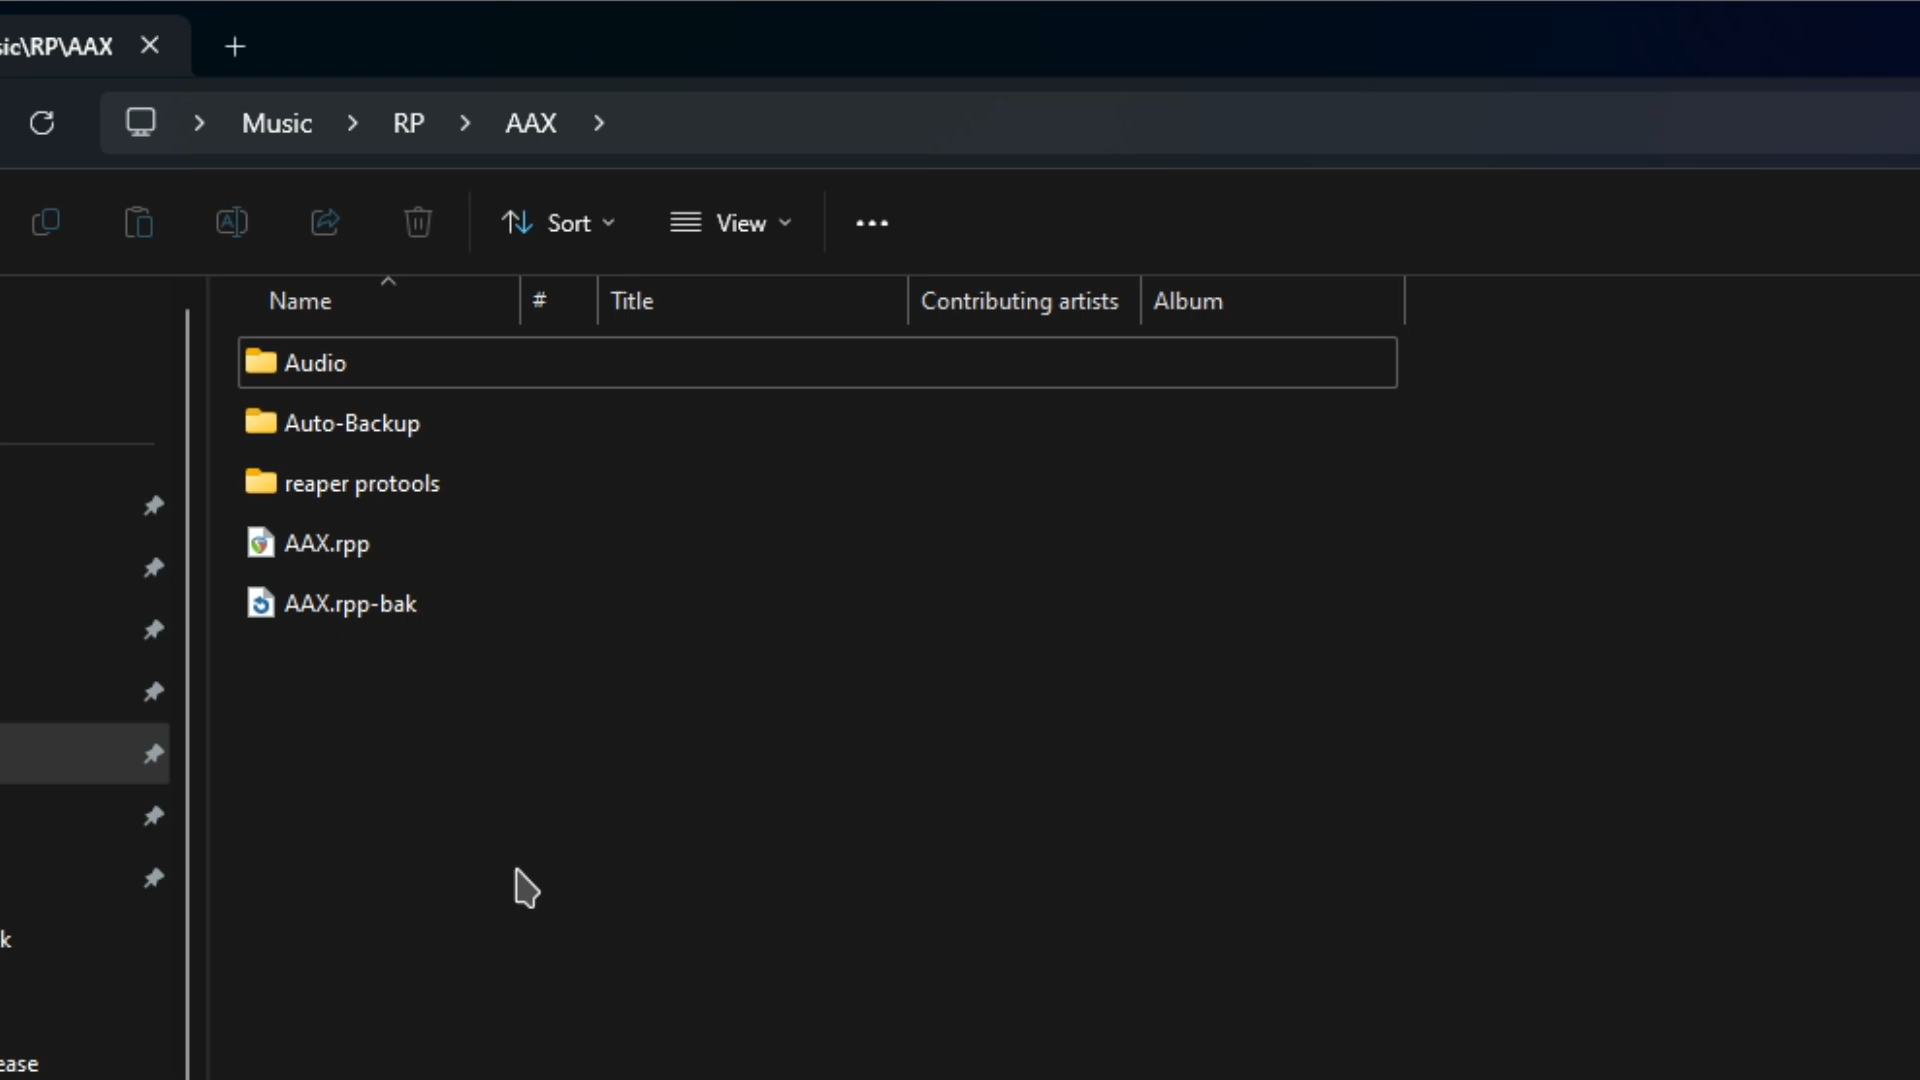 sic\RP\AAX
Music RP AAX
Sort View
Name # Title Contributing artists Album
Audio
Auto-Backup
reaper protools
AAX.rpp
AAX.rpp-bak
k
ease